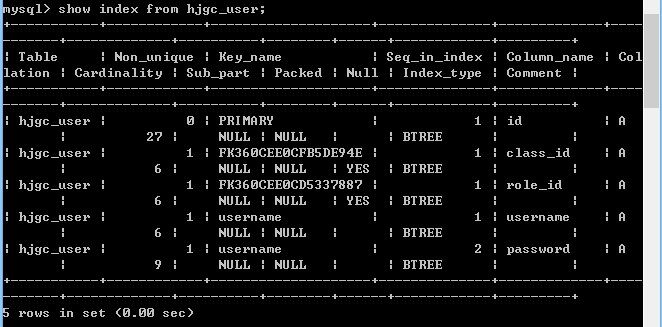 mysql> show index from hjgc_user;
+-----------+------------+--------------------+--------------+-------------+----
-------+-------------+----------+--------+------+------------+---------+
| Table     | Non_unique | Key_name           | Seq_in_index | Column_name | Col
lation | Cardinality | Sub_part | Packed | Null | Index_type | Comment |
+-----------+------------+--------------------+--------------+-------------+----
-------+-------------+----------+--------+------+------------+---------+
| hjgc_user |          0 | PRIMARY            |            1 | id          | A
       |          27 |     NULL | NULL   |      | BTREE      |         |
| hjgc_user |          1 | FK360CEE0CFB5DE94E |            1 | class_id    | A
       |           6 |     NULL | NULL   | YES  | BTREE      |         |
| hjgc_user |          1 | FK360CEE0CD5337887 |            1 | role_id     | A
       |           6 |     NULL | NULL   | YES  | BTREE      |         |
| hjgc_user |          1 | username           |            1 | username    | A
       |           6 |     NULL | NULL   |      | BTREE      |         |
| hjgc_user |          1 | username           |            2 | password    | A
       |           9 |     NULL | NULL   |      | BTREE      |         |
+-----------+------------+--------------------+--------------+-------------+----
-------+-------------+----------+--------+------+------------+---------+
5 rows in set (0.00 sec)